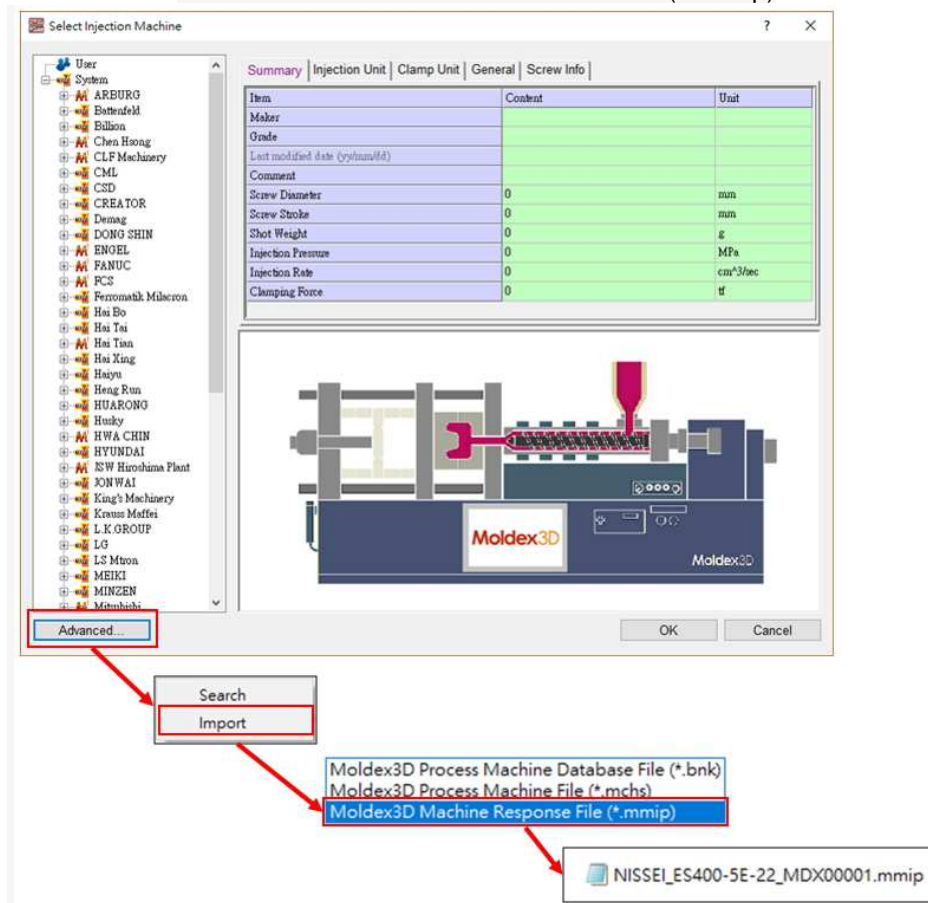 Select Injection Machine
? ×
User
System
ARBURG
Battenfeld
Billion
Chen Hsong
CLF Machinery
CML
CSD
CREATOR
Demag
DONG SHIN
ENGEL
FANUC
FCS
Ferromatik Milacron
Hai Bo
Hai Tai
Hai Tian
Hai Xing
Haiyu
Heng Run
HUARONG
Husky
HWA CHIN
HYUNDAI
JSW Hiroshima Plant
JONWAI
King's Machinery
Krauss Maffei
L.K.GROUP
LG
LS Mtron
MEIKI
MINZEN
Mitsubishi
Summary Injection Unit Clamp Unit General Screw Info
Item Content Unit
Maker
Grade
Last modified date (yy/mm/dd)
Comment
Screw Diameter 0 mm
Screw Stroke 0 mm
Shot Weight 0 g
Injection Pressure 0 MPa
Injection Rate 0 cm^3/sec
Clamping Force 0 tf
Moldex3D
Moldex3D
Advanced... OK Cancel
Search
Import
Moldex3D Process Machine Database File (*.bnk)
Moldex3D Process Machine File (*.mchs)
Moldex3D Machine Response File (*.mmip)
NISSEI_ES400-5E-22_MDX00001.mmip